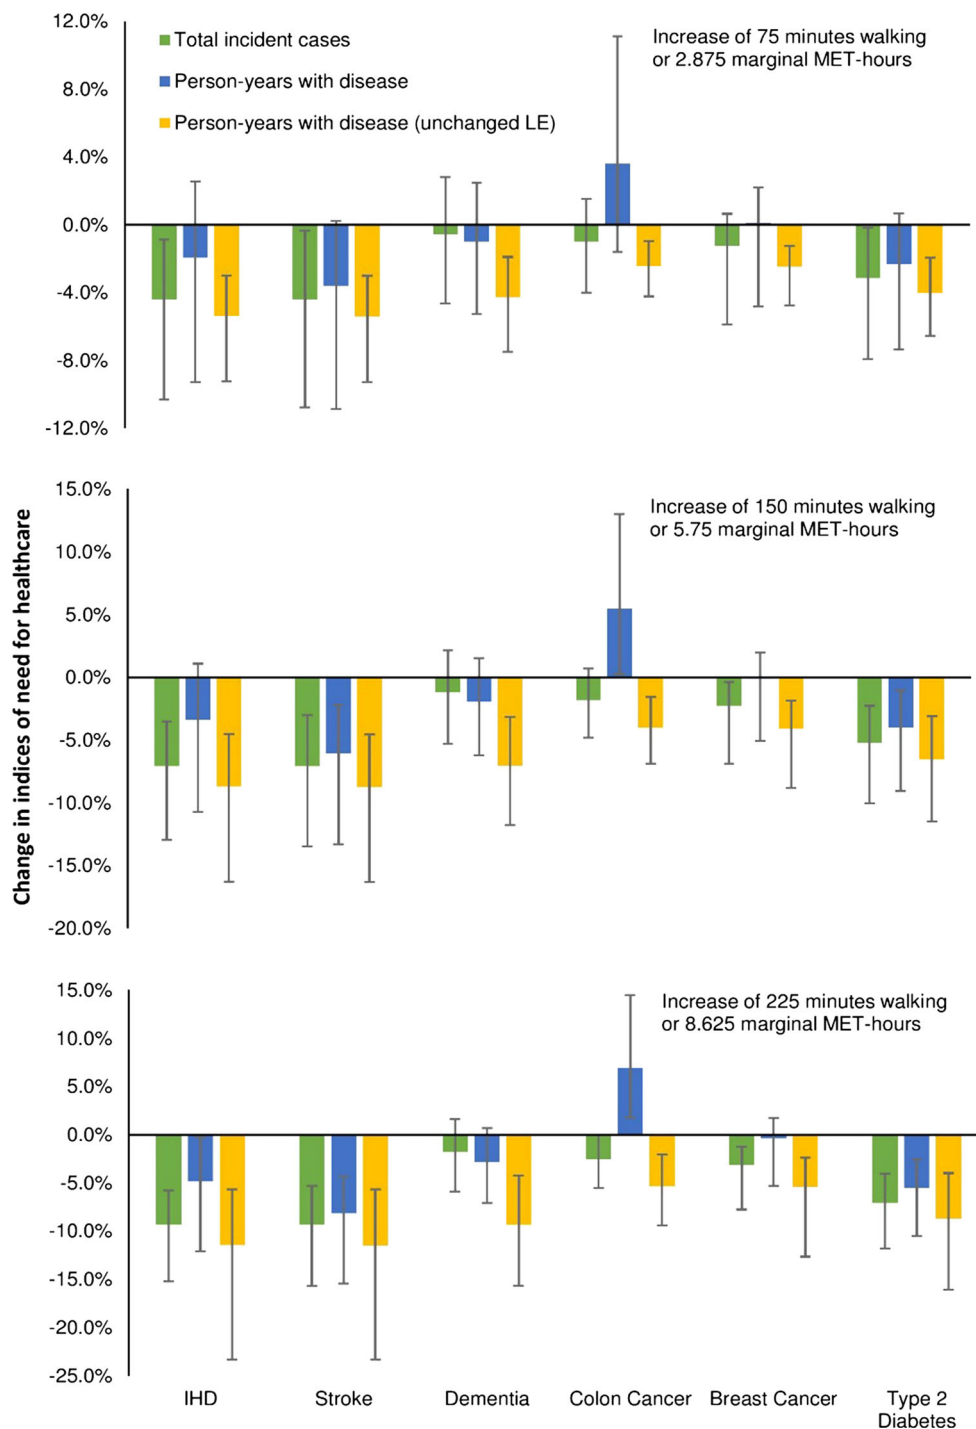 Change in indices of need for healthcare
12.0%
8.0%
4.0%
0.0%
-4.0%
-8.0%
-12.0%
Total incident cases
Person-years with disease
Person-years with disease (unchanged LE)
Increase of 75 minutes walking
or 2.875 marginal MET-hours
15.0%
10.0%
5.0%
0.0%
-5.0%
-10.0%
-15.0%
-20.0%
Increase of 150 minutes walking
or 5.75 marginal MET-hours
15.0%
10.0%
5.0%
0.0%
-5.0%
-10.0%
-15.0%
-20.0%
-25.0%
Increase of 225 minutes walking
or 8.625 marginal MET-hours
IHD
Stroke
Dementia
Colon Cancer
Breast Cancer
Type 2
Diabetes